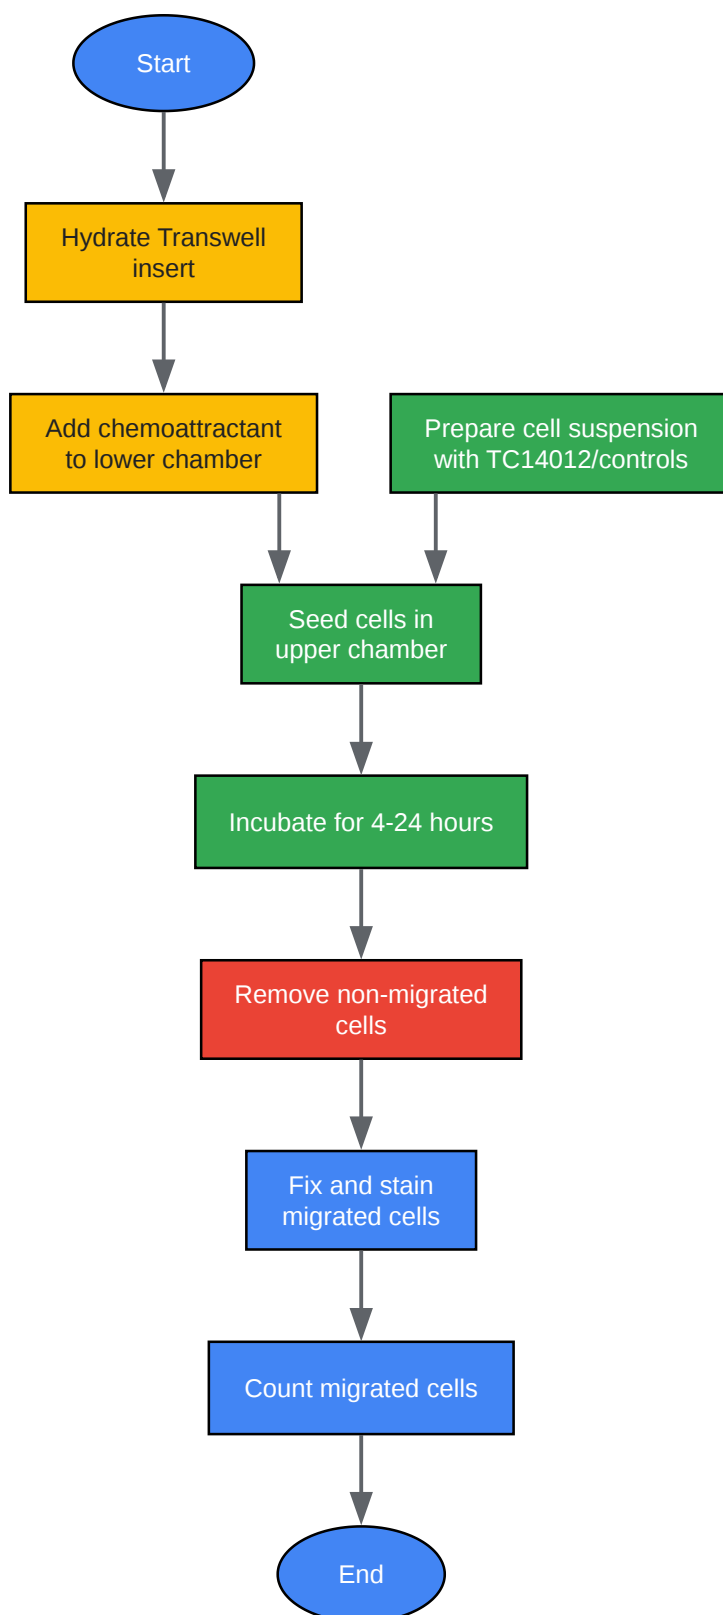 Start
Hydrate Transwell
insert
Add chemoattractant
to lower chamber
Prepare cell suspension
with TC14012/controls
Seed cells in
upper chamber
Incubate for 4-24 hours
Remove non-migrated
cells
Fix and stain
migrated cells
Count migrated cells
End